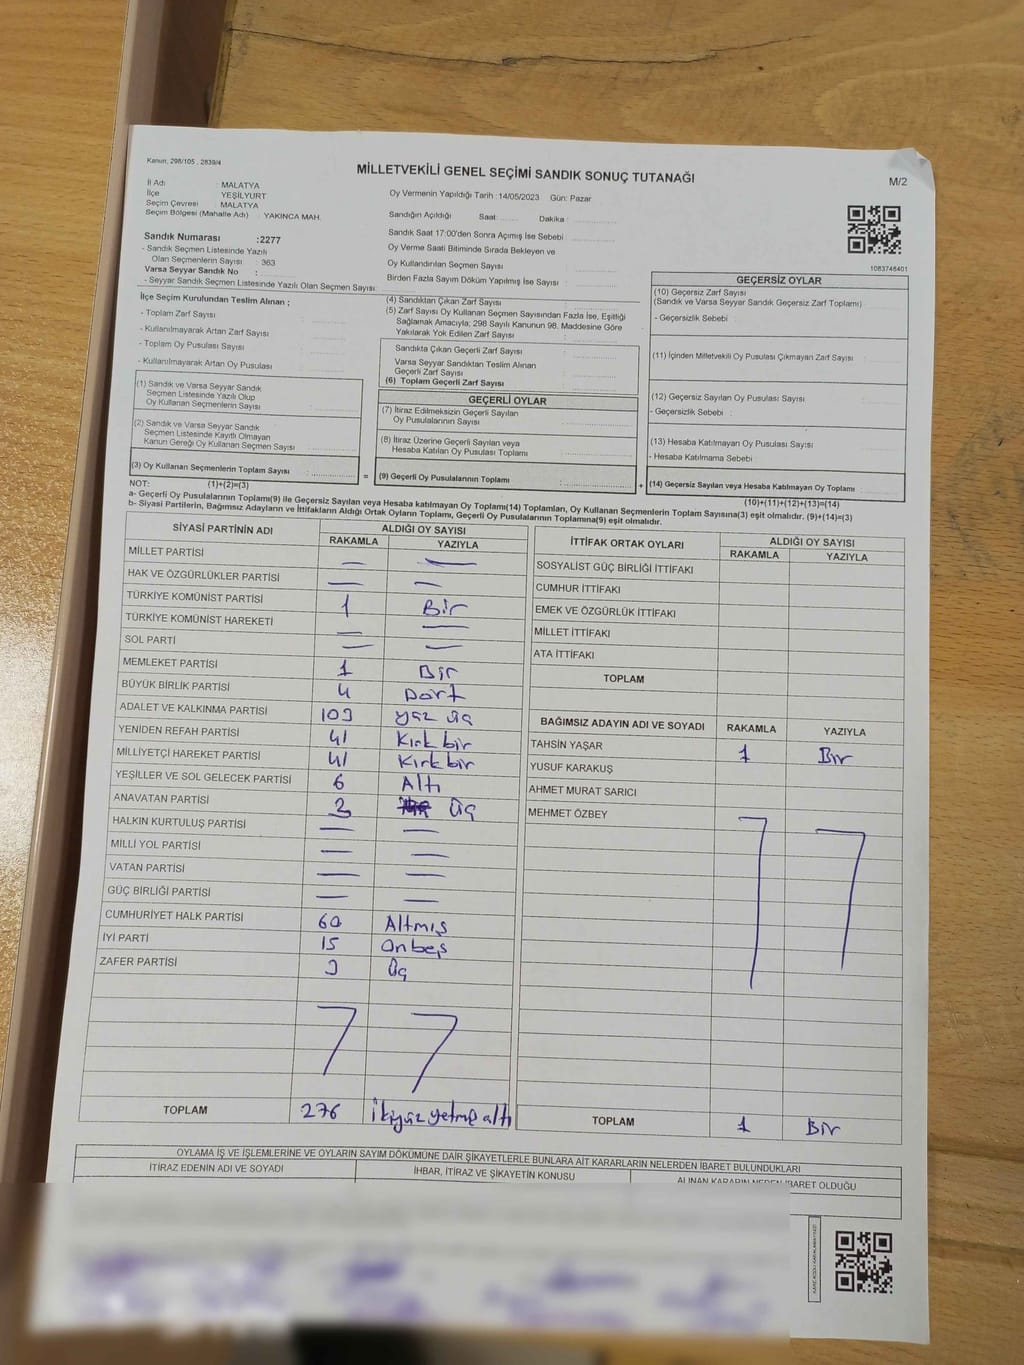 Kanun, 298/105 , 2839/4
MİLLETVEKİLİ GENEL SEÇİMİ SANDIK SONUÇ TUTANAĞI
M/2
İl Adı : MALATYA
İlçe : YEŞİLYURT
Seçim Çevresi : MALATYA
Seçim Bölgesi (Mahalle Adı) : YAKINCA MAH.
Sandık Numarası :2277
- Sandık Seçmen Listesinde Yazılı
Olan Seçmenlerin Sayısı : 363
Varsa Seyyar Sandık No :
- Seyyar Sandık Seçmen Listesinde Yazılı Olan Seçmen Sayısı:
Oy Vermenin Yapıldığı Tarih :14/05/2023 Gün: Pazar
Sandığın Açıldığı Saat: Dakika:
Sandık Saat 17:00'den Sonra Açımış İse Sebebi
Oy Verme Saati Bitiminde Sırada Bekleyen ve
Oy Kullandırılan Seçmen Sayısı :
Birden Fazla Sayım Döküm Yapılmış İse Sayısı :
1083748401
İlçe Seçim Kurulundan Teslim Alınan ;
- Toplam Zarf Sayısı :
- Kullanılmayarak Artan Zarf Sayısı :
- Toplam Oy Pusulası Sayısı :
- Kullanılmayarak Artan Oy Pusulası :
(4) Sandıktan Çıkan Zarf Sayısı :
(5) Zarf Sayısı Oy Kullanan Seçmen Sayısından Fazla İse, Eşitliği
Sağlamak Amacıyla; 298 Sayılı Kanunun 98. Maddesine Göre
Yakılarak Yok Edilen Zarf Sayısı :
Sandıkta Çıkan Geçerli Zarf Sayısı :
Varsa Seyyar Sandıktan Teslim Alınan
Geçerli Zarf Sayısı :
(6) Toplam Geçerli Zarf Sayısı :
GEÇERSİZ OYLAR
(10) Geçersiz Zarf Sayısı
(Sandık ve Varsa Seyyar Sandık Geçersiz Zarf Toplamı) :
- Geçersizlik Sebebi :
(11) İçinden Milletvekili Oy Pusulası Çıkmayan Zarf Sayısı
(12) Geçersiz Sayılan Oy Pusulası Sayısı :
- Geçersizlik Sebebi :
(13) Hesaba Katılmayan Oy Pusulası Sayısı :
- Hesaba Katılmama Sebebi :
(1) Sandık ve Varsa Seyyar Sandık
Seçmen Listesinde Yazılı Olup
Oy Kullanan Seçmenlerin Sayısı :
(2) Sandık ve Varsa Seyyar Sandık
Seçmen Listesinde Kayıtlı Olmayan
Kanun Gereği Oy Kullanan Seçmen Sayısı :
GEÇERLİ OYLAR
(7) İtiraz Edilmeksizin Geçerli Sayılan
Oy Pusulalarının Sayısı :
(8) İtiraz Üzerine Geçerli Sayılan veya
Hesaba Katılan Oy Pusulası Toplamı :
(3) Oy Kullanan Seçmenlerin Toplam Sayısı : =
(9) Geçerli Oy Pusulalarının Toplamı : +
(14) Geçersiz Sayılan veya Hesaba Katılmayan Oy Toplamı :
NOT: (1)+(2)=(3)
(10)+(11)+(12)+(13)=(14)
a- Geçerli Oy Pusulalarının Toplamı(9) ile Geçersiz Sayılan veya Hesaba katılmayan Oy Toplamı(14) Toplamları, Oy Kullanan Seçmenlerin Toplam Sayısına(3) eşit olmalıdır. (9)+(14)=(3)
b- Siyasi Partilerin, Bağımsız Adayların ve İttifakların Aldığı Ortak Oyların Toplamı, Geçerli Oy Pusulalarının Toplamına(9) eşit olmalıdır.
SİYASİ PARTİNİN ADI ALDIĞI OY SAYISI
RAKAMLA YAZIYLA
MİLLET PARTİSİ — —
HAK VE ÖZGÜRLÜKLER PARTİSİ — —
TÜRKİYE KOMÜNİST PARTİSİ 1 Bir
TÜRKİYE KOMÜNİST HAREKETİ — —
SOL PARTİ — —
MEMLEKET PARTİSİ 1 Bir
BÜYÜK BİRLİK PARTİSİ 4 Dört
ADALET VE KALKINMA PARTİSİ 103 yüz üç
YENİDEN REFAH PARTİSİ 41 Kırk bir
MİLLİYETÇİ HAREKET PARTİSİ 41 Kırk bir
YEŞİLLER VE SOL GELECEK PARTİSİ 6 Altı
ANAVATAN PARTİSİ 3 Üç
HALKIN KURTULUŞ PARTİSİ — —
MİLLİ YOL PARTİSİ — —
VATAN PARTİSİ — —
GÜÇ BİRLİĞİ PARTİSİ — —
CUMHURİYET HALK PARTİSİ 60 Altmış
İYİ PARTİ 15 Onbeş
ZAFER PARTİSİ 3 Üç
TOPLAM 276 ikiyüz yetmiş altı
İTTİFAK ORTAK OYLARI ALDIĞI OY SAYISI
RAKAMLA YAZIYLA
SOSYALİST GÜÇ BİRLİĞİ İTTİFAKI
CUMHUR İTTİFAKI
EMEK VE ÖZGÜRLÜK İTTİFAKI
MİLLET İTTİFAKI
ATA İTTİFAKI
TOPLAM
BAĞIMSIZ ADAYIN ADI VE SOYADI RAKAMLA YAZIYLA
TAHSİN YAŞAR 1 Bir
YUSUF KARAKUŞ
AHMET MURAT SARICI
MEHMET ÖZBEY
TOPLAM 1 Bir
OYLAMA İŞ VE İŞLEMLERİNE VE OYLARIN SAYIM DÖKÜMÜNE DAİR ŞİKAYETLERLE BUNLARA AİT KARARLARIN NELERDEN İBARET BULUNDUKLARI
İTİRAZ EDENİN ADI VE SOYADI İHBAR, İTİRAZ VE ŞİKAYETİN KONUSU ALINAN KARARIN NEDEN İBARET OLDUĞU